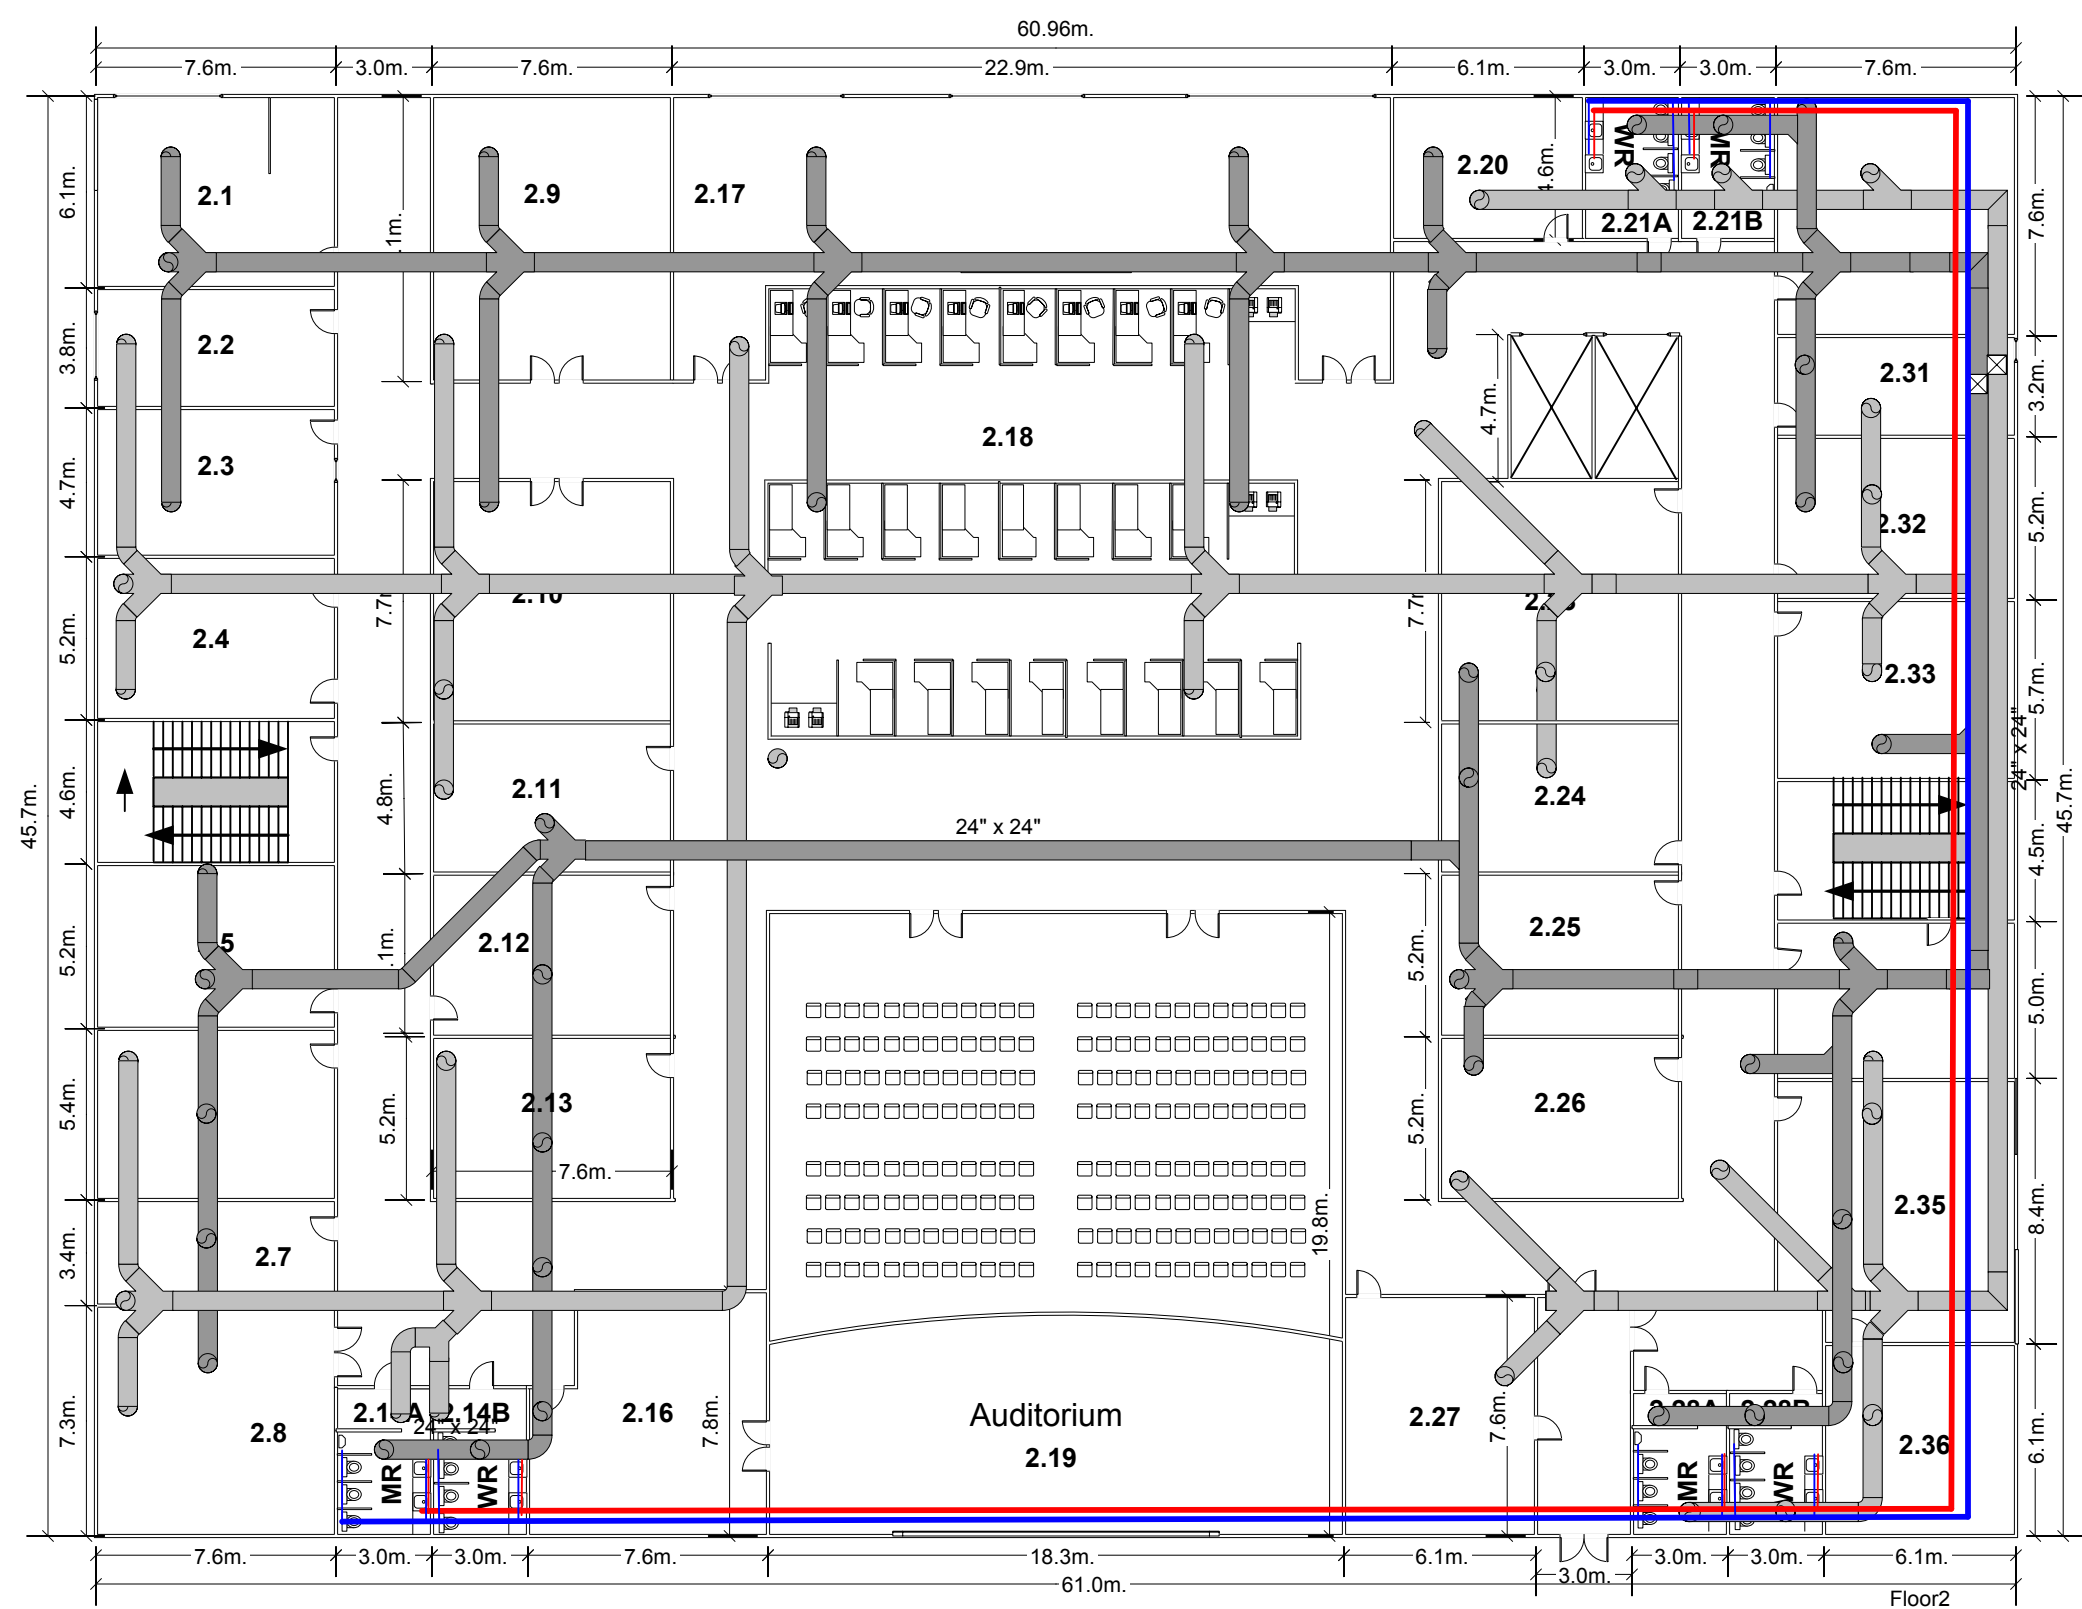 60.96m.
7.6m. 3.0m. 7.6m. 22.9m. 6.1m. 3.0m. 3.0m. 7.6m.
WR MR
2.1 2.9 2.17 2.20
6.1m. 4.6m. 7.6m.
2.21A 2.21B
2.2 2.31
3.8m. 3.2m.
4.7m.
2.18
2.3 2.32
4.7m. 5.2m.
7.7m.
2.10
2.4 2.33
5.2m. 5.7m.
24" x 24"
4.6m. 4.8m. 4.5m.
45.7m. 45.7m.
2.11 2.24
24" x 24"
2.12 2.25
5.2m. 5.2m. 5.0m.
2.13 2.26
5.4m. 5.2m. 5.2m.
7.6m.
19.8m. 8.4m.
2.35
2.7
3.4m.
Auditorium
2.14B 2.16 2.27
24" x 24"
2.8 2.19 2.36
7.3m. 7.8m. 7.6m. 6.1m.
MR WR MR WR
7.6m. 3.0m. 3.0m. 7.6m. 18.3m. 6.1m. 3.0m. 3.0m. 6.1m.
3.0m.
61.0m.
Floor2